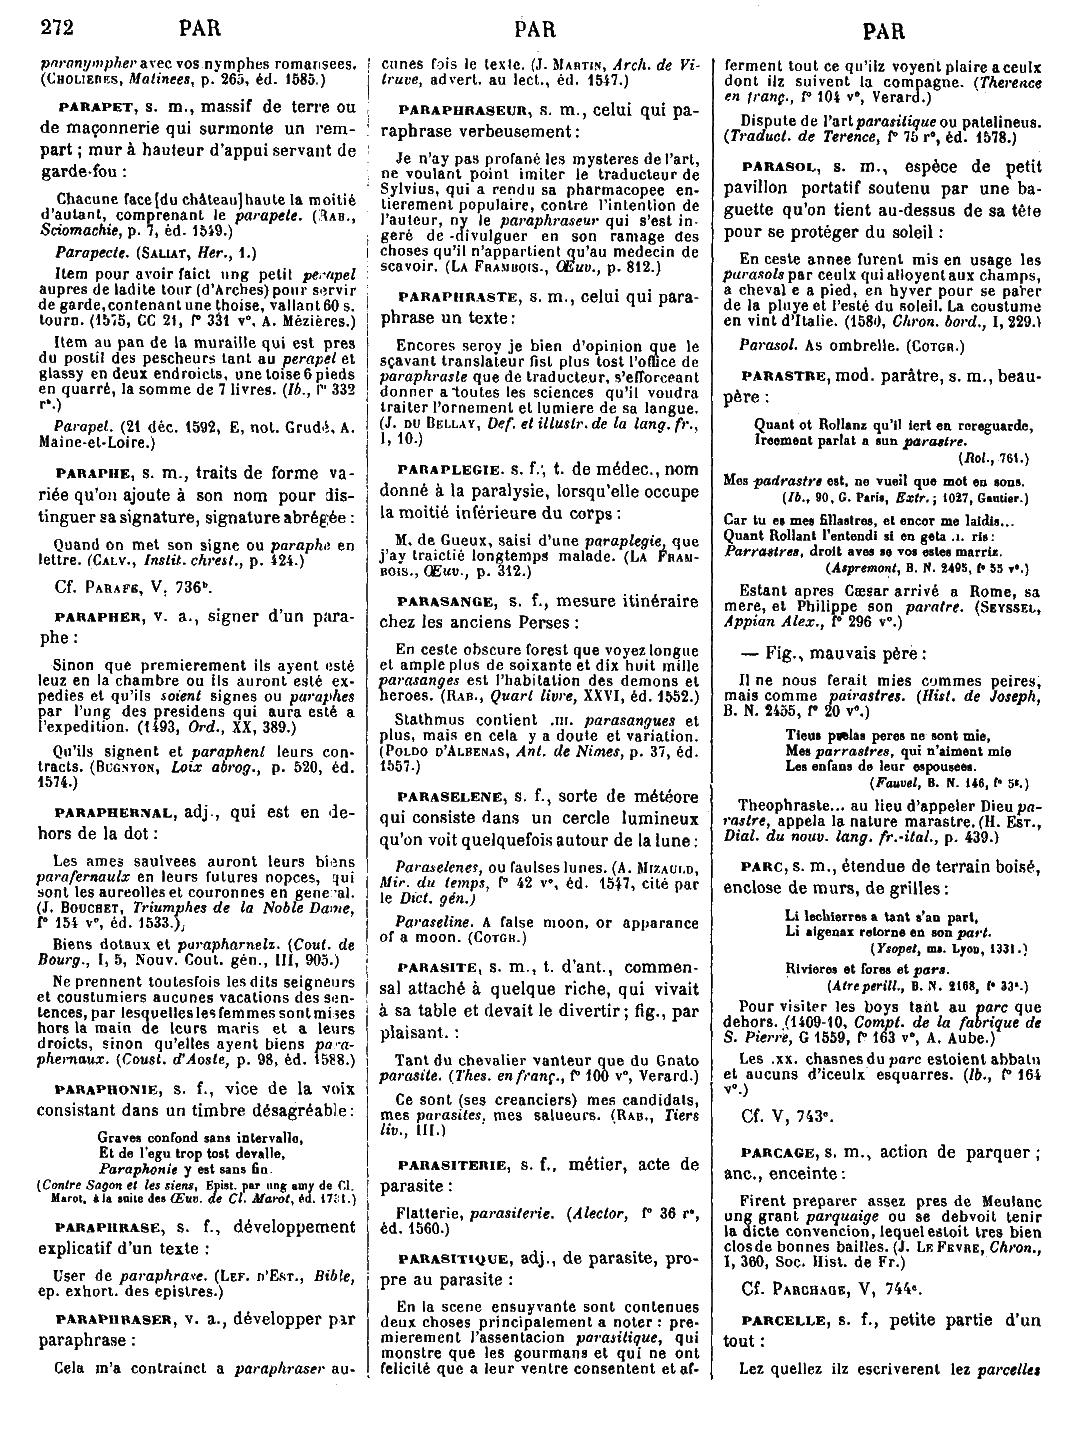 272 PAR PAR PAR
paranympher avec vos nymphes romansees.
(CHOLIERES, Matinees, p. 265, éd. 1585.)
PARAPET, s. m., massif de terre ou
de maçonnerie qui surmonte un rem-
part ; mur à hauteur d'appui servant de
garde-fou :
Chacune face [du château] haute la moitié
d'autant, comprenant le parapete. (RAB.,
Sciomachie, p. 7, éd. 1549.)
Parapecte. (SALIAT, Her., 1.)
Item pour avoir faict ung petit perapel
aupres de ladite tour (d'Arches) pour servir
de garde, contenant une thoise, vallant 60 s.
tourn. (1575, CC 21, f° 331 v°, A. Mézières.)
Item au pan de la muraille qui est pres
du postil des pescheurs tant au perapel et
glassy en deux endroicts, une toise 6 pieds
en quarré, la somme de 7 livres. (Ib., f° 332
r°.)
Parapel. (21 déc. 1592, E, not. Grudé, A.
Maine-et-Loire.)
PARAPHE, s. m., traits de forme va-
riée qu'on ajoute à son nom pour dis-
tinguer sa signature, signature abrégée :
Quand on met son signe ou paraphe en
lettre. (CALV., Instit. chrest., p. 424.)
Cf. PARAFE, V, 736ᵇ.
PARAPHER, v. a., signer d'un para-
phe :
Sinon que premierement ils ayent esté
leuz en la chambre ou ils auront esté ex-
pedies et qu'ils soient signes ou paraphes
par l'ung des presidens qui aura esté a
l'expedition. (1493, Ord., XX, 389.)
Qu'ils signent et paraphent leurs con-
tracts. (BUGNYON, Loix abrog., p. 520, éd.
1574.)
PARAPHERNAL, adj., qui est en de-
hors de la dot :
Les ames saulvees auront leurs biens
parafernaulx en leurs futures nopces, qui
sont les aureolles et couronnes en general.
(J. BOUCHET, Triumphes de la Noble Dame,
f° 154 v°, éd. 1533.)
Biens dotaux et parapharnelz. (Cout. de
Bourg., I, 5, Nouv. Cout. gén., III, 905.)
Ne prennent toutesfois lesdits seigneurs
et coustumiers aucunes vacations des sen-
tences, par lesquelles les femmes sont mises
hors la main de leurs maris et a leurs
droicts, sinon qu'elles ayent biens para-
phernaux. (Coust. d'Aoste, p. 98, éd. 1588.)
PARAPHONIE, s. f., vice de la voix
consistant dans un timbre désagréable :
Graves confond sans intervallo,
Et de l'egu trop tost devalle,
Paraphonie y est sans fin.
(Contre Sagon et les siens, Epist. par ung amy de Cl.
Marot, à la suite des Œuv. de Cl. Marot, éd. 1731.)
PARAPHRASE, s. f., développement
explicatif d'un texte :
User de paraphrase. (LEF. D'EST., Bible,
ep. exhort. des epistres.)
PARAPHRASER, v. a., développer par
paraphrase :
Cela m'a contrainct a paraphraser au-
cunes fois le texte. (J. MARTIN, Arch. de Vi-
truve, advert. au lect., éd. 1547.)
PARAPHRASEUR, s. m., celui qui pa-
raphrase verbeusement :
Je n'ay pas profané les mysteres de l'art,
ne voulant point imiter le traducteur de
Sylvius, qui a rendu sa pharmacopee en-
tierement populaire, contre l'intention de
l'auteur, ny le paraphraseur qui s'est in-
geré de divulguer en son ramage des
choses qu'il n'appartient qu'au medecin de
scavoir. (LA FRAMBOIS., Œuv., p. 812.)
PARAPHRASTE, s. m., celui qui para-
phrase un texte :
Encores seroy je bien d'opinion que le
sçavant translateur fist plus tost l'office de
paraphraste que de traducteur, s'efforceant
donner a toutes les sciences qu'il voudra
traiter l'ornement et lumiere de sa langue.
(J. DU BELLAY, Def. et illustr. de la lang. fr.,
I, 10.)
PARAPLEGIE. s. f., t. de médec., nom
donné à la paralysie, lorsqu'elle occupe
la moitié inférieure du corps :
M. de Gueux, saisi d'une paraplegie, que
j'ay traictié longtemps malade. (LA FRAM-
BOIS., Œuv., p. 312.)
PARASANGE, s. f., mesure itinéraire
chez les anciens Perses :
En ceste obscure forest que voyez longue
et ample plus de soixante et dix huit mille
parasanges est l'habitation des demons et
heroes. (RAB., Quart livre, XXVI, éd. 1552.)
Stathmus contient .III. parasangues et
plus, mais en cela y a doute et variation.
(POLDO D'ALBENAS, Ant. de Nimes, p. 37, éd.
1557.)
PARASELENE, s. f., sorte de météore
qui consiste dans un cercle lumineux
qu'on voit quelquefois autour de la lune :
Paraselenes, ou faulses lunes. (A. MIZAULD,
Mir. du temps, f° 42 v°, éd. 1547, cité par
le Dict. gén.)
Paraseline. A false moon, or apparance
of a moon. (COTGR.)
PARASITE, s. m., t. d'ant., commen-
sal attaché à quelque riche, qui vivait
à sa table et devait le divertir ; fig., par
plaisant. :
Tant du chevalier vanteur que du Gnato
parasite. (Thes. en franç., f° 100 v°, Verard.)
Ce sont (ses creanciers) mes candidats,
mes parasites, mes salueurs. (RAB., Tiers
liv., III.)
PARASITERIE, s. f., métier, acte de
parasite :
Flatterie, parasiterie. (Alector, f° 36 r°,
éd. 1560.)
PARASITIQUE, adj., de parasite, pro-
pre au parasite :
En la scene ensuyvante sont contenues
deux choses principalement a noter : pre-
mierement l'assentacion parasitique, qui
monstre que les gourmans et qui ne ont
felicité que a leur ventre consentent et af-
ferment tout ce qu'ilz voyent plaire a ceulx
dont ilz suivent la compagne. (Therence
en franç., f° 104 v°, Verard.)
Dispute de l'art parasitique ou patelineus.
(Traduct. de Terence, f° 75 r°, éd. 1578.)
PARASOL, s. m., espèce de petit
pavillon portatif soutenu par une ba-
guette qu'on tient au-dessus de sa tête
pour se protéger du soleil :
En ceste annee furent mis en usage les
parasols par ceulx qui alloyent aux champs,
a cheval e a pied, en hyver pour se parer
de la pluye et l'esté du soleil. La coustume
en vint d'Italie. (1580, Chron. bord., I, 229.)
Parasol. As ombrelle. (COTGR.)
PARASTRE, mod. parâtre, s. m., beau-
père :
Quant ot Rollanz qu'il iert en rereguarde,
Ireement parlat a sun parastre.
(Rol., 761.)
Mes padrastre est, ne vueil que mot en sons.
(Ib., 90, G. Paris, Extr. ; 1027, Gautier.)
Car tu es mes fillastres, et encor me laidis...
Quant Rollant l'entendi si en geta .I. ris :
Parrastres, droit aves se vos estes marris.
(Aspremont, B. N. 2495, f° 55 v°.)
Estant apres Cæsar arrivé a Rome, sa
mere, et Philippe son paratre. (SEYSSEL,
Appian Alex., f° 296 v°.)
— Fig., mauvais père :
Il ne nous ferait mies commes peires,
mais comme pairastres. (Hist. de Joseph,
B. N. 2455, f° 20 v°.)
Tieus prelas peres ne sont mie,
Mes parrastres, qui n'aiment mie
Les enfans de leur espousees.
(Fauvel, B. N. 146, f° 5ᵃ.)
Theophraste... au lieu d'appeler Dieu pa-
rastre, appela la nature marastre. (H. EST.,
Dial. du nouv. lang. fr.-ital., p. 439.)
PARC, s. m., étendue de terrain boisé,
enclose de murs, de grilles :
Li lechierres a tant s'an part,
Li aignax retorne en son part.
(Ysopet, ms. Lyon, 1331.)
Rivieres et fores et pars.
(Atre perill., B. N. 2168, f° 33ᵃ.)
Pour visiter les boys tant au parc que
dehors. (1409-10, Compt. de la fabrique de
S. Pierre, G 1559, f° 163 v°, A. Aube.)
Les .XX. chasnes du parc estoient abbatu
et aucuns d'iceulx esquarres. (Ib., f° 164
v°.)
Cf. V, 743ᶜ.
PARCAGE, s. m., action de parquer ;
anc., enceinte :
Firent preparer assez pres de Meulanc
ung grant parquaige ou se debvoit tenir
la dicte convencion, lequel estoit tres bien
clos de bonnes bailles. (J. LE FEVRE, Chron.,
I, 360, Soc. Hist. de Fr.)
Cf. PARCHAGE, V, 744ᶜ.
PARCELLE, s. f., petite partie d'un
tout :
Lez quellez ilz escriverent lez parcelles